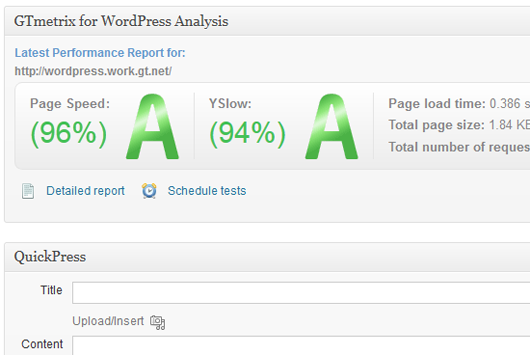 GTmetrix for WordPress Analysis
Latest Performance Report for:
http://wordpress.work.gt.net/
Page Speed:
(96%)
A
YSlow:
(94%)
A
Page load time: 0.386 s
Total page size: 1.84 KB
Total number of reques
Detailed report
Schedule tests
QuickPress
Title
Upload/Insert
Content